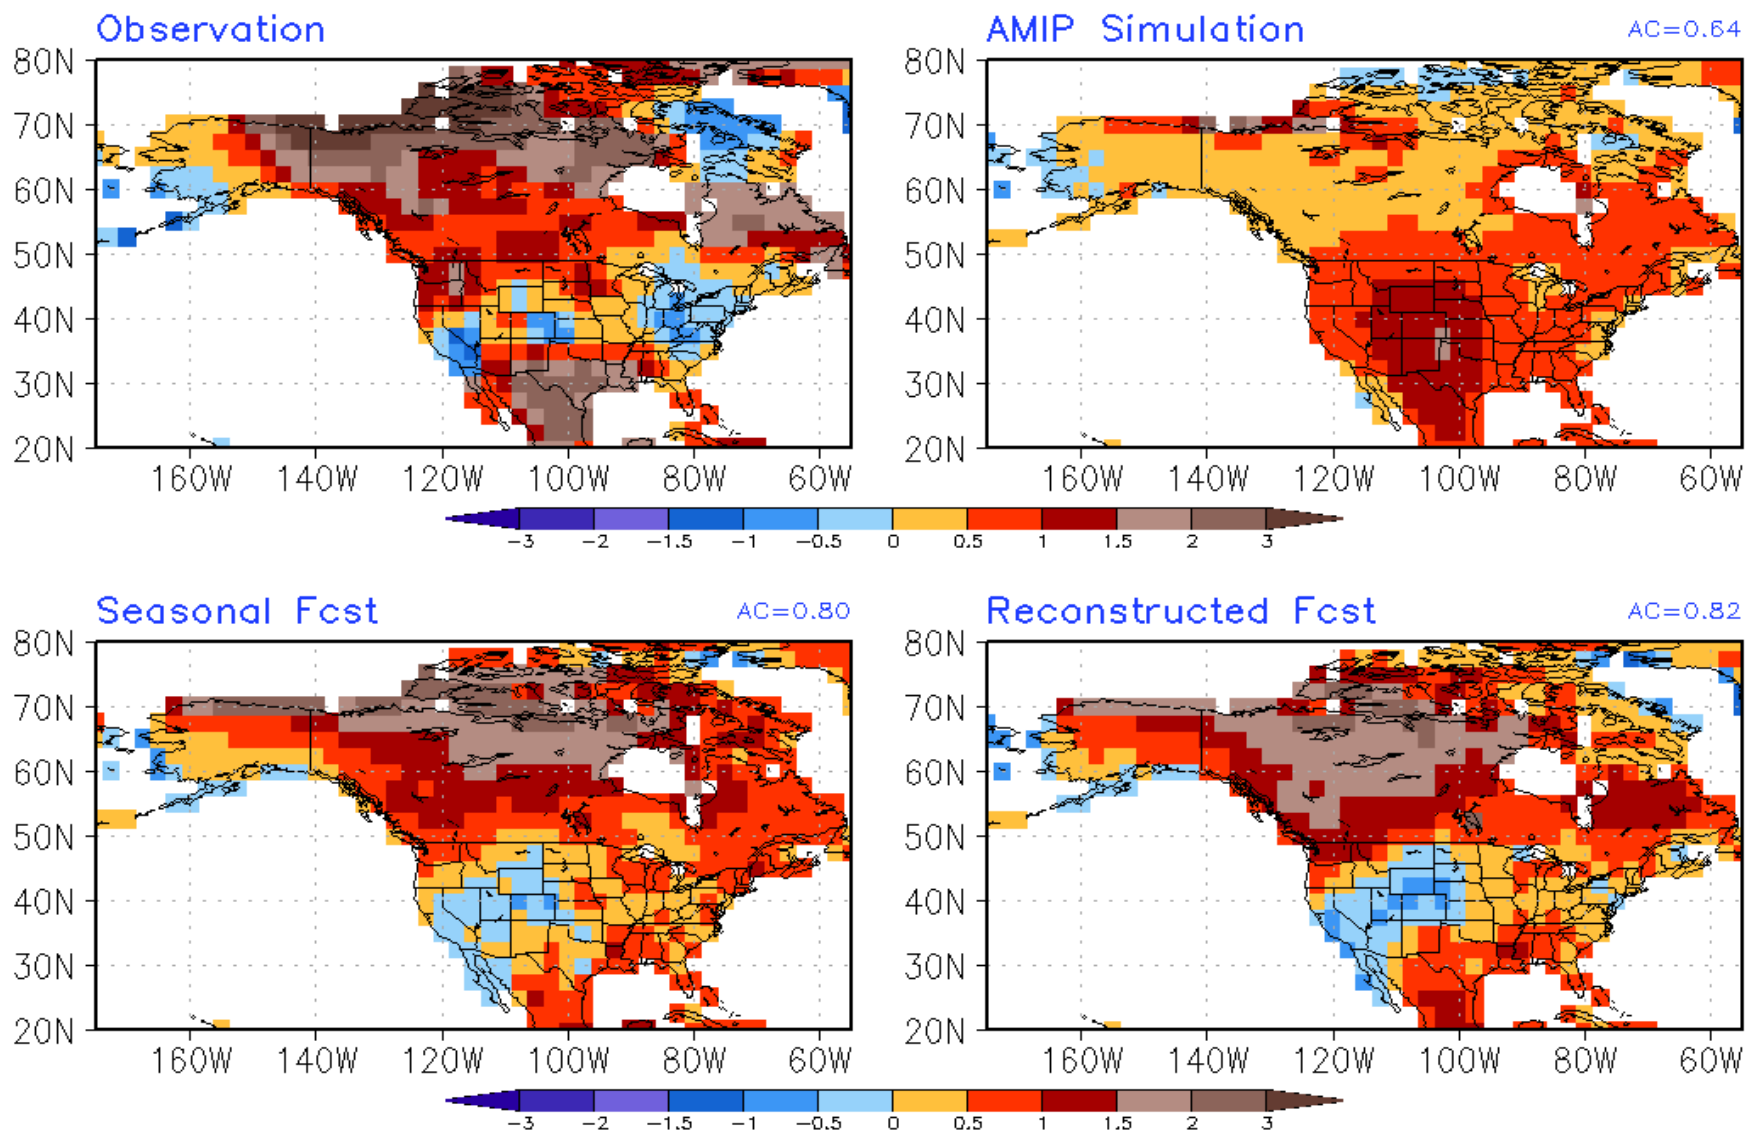 Observation
AMIP Simulation AC=0.64
80N 80N
70N 70N
60N 60N
50N 50N
40N 40N
30N 30N
20N 20N
160W 140W 120W 100W 80W 60W 160W 140W 120W 100W 80W 60W
-3 -2 -1.5 -1 -0.5 0 0.5 1 1.5 2 3
Seasonal Fcst AC=0.80
Reconstructed Fcst AC=0.82
80N 80N
70N 70N
60N 60N
50N 50N
40N 40N
30N 30N
20N 20N
160W 140W 120W 100W 80W 60W 160W 140W 120W 100W 80W 60W
-3 -2 -1.5 -1 -0.5 0 0.5 1 1.5 2 3